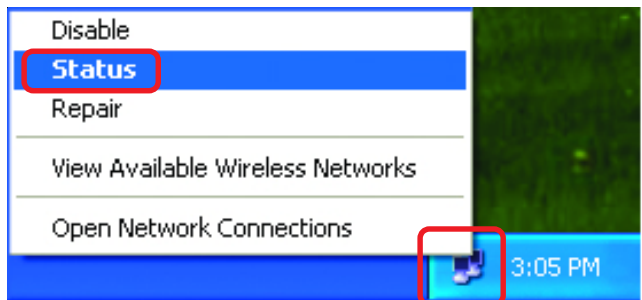 Disable
Status
Repair
View Available Wireless Networks
Open Network Connections
3:05 PM